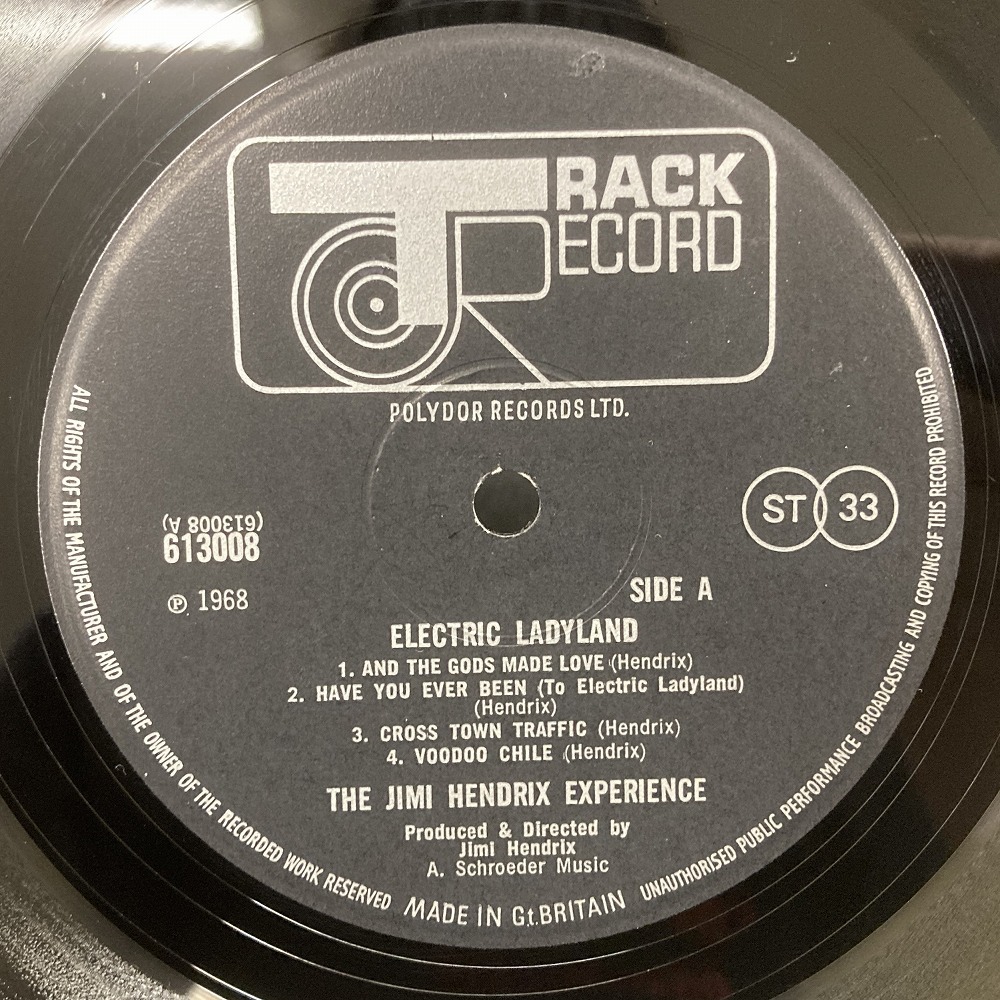 TRACK
RECORD
POLYDOR RECORDS LTD.
(613008 A)
613008
ST 33
℗ 1968
SIDE A
ELECTRIC LADYLAND
1. AND THE GODS MADE LOVE (Hendrix)
2. HAVE YOU EVER BEEN (To Electric Ladyland)
(Hendrix)
3. CROSS TOWN TRAFFIC (Hendrix)
4. VOODOO CHILE (Hendrix)
THE JIMI HENDRIX EXPERIENCE
Produced & Directed by
Jimi Hendrix
A. Schroeder Music
ALL RIGHTS OF THE MANUFACTURER AND OF THE OWNER OF THE RECORDED WORK RESERVED
MADE IN Gt.BRITAIN
UNAUTHORISED PUBLIC PERFORMANCE BROADCASTING AND COPYING OF THIS RECORD PROHIBITED